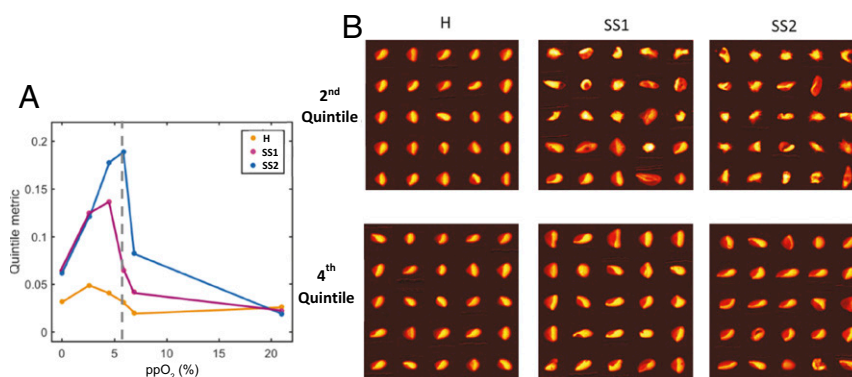 A
0.2
0.15
0.1
0.05
0
Quintile metric
H
SS1
SS2
0 5 10 15 20
ppO₂ (%)
B
H SS1 SS2
2nd
Quintile
4th
Quintile